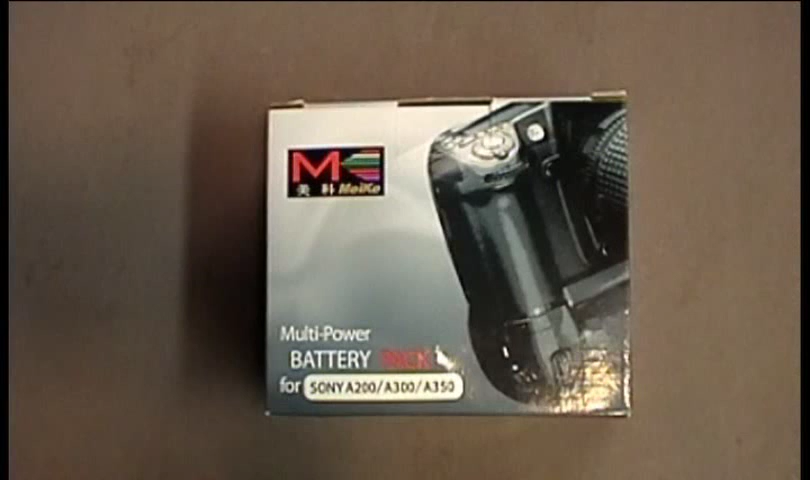 MK
美科 MeiKe
Multi-Power
BATTERY PACK
for SONY A200/A300/A350